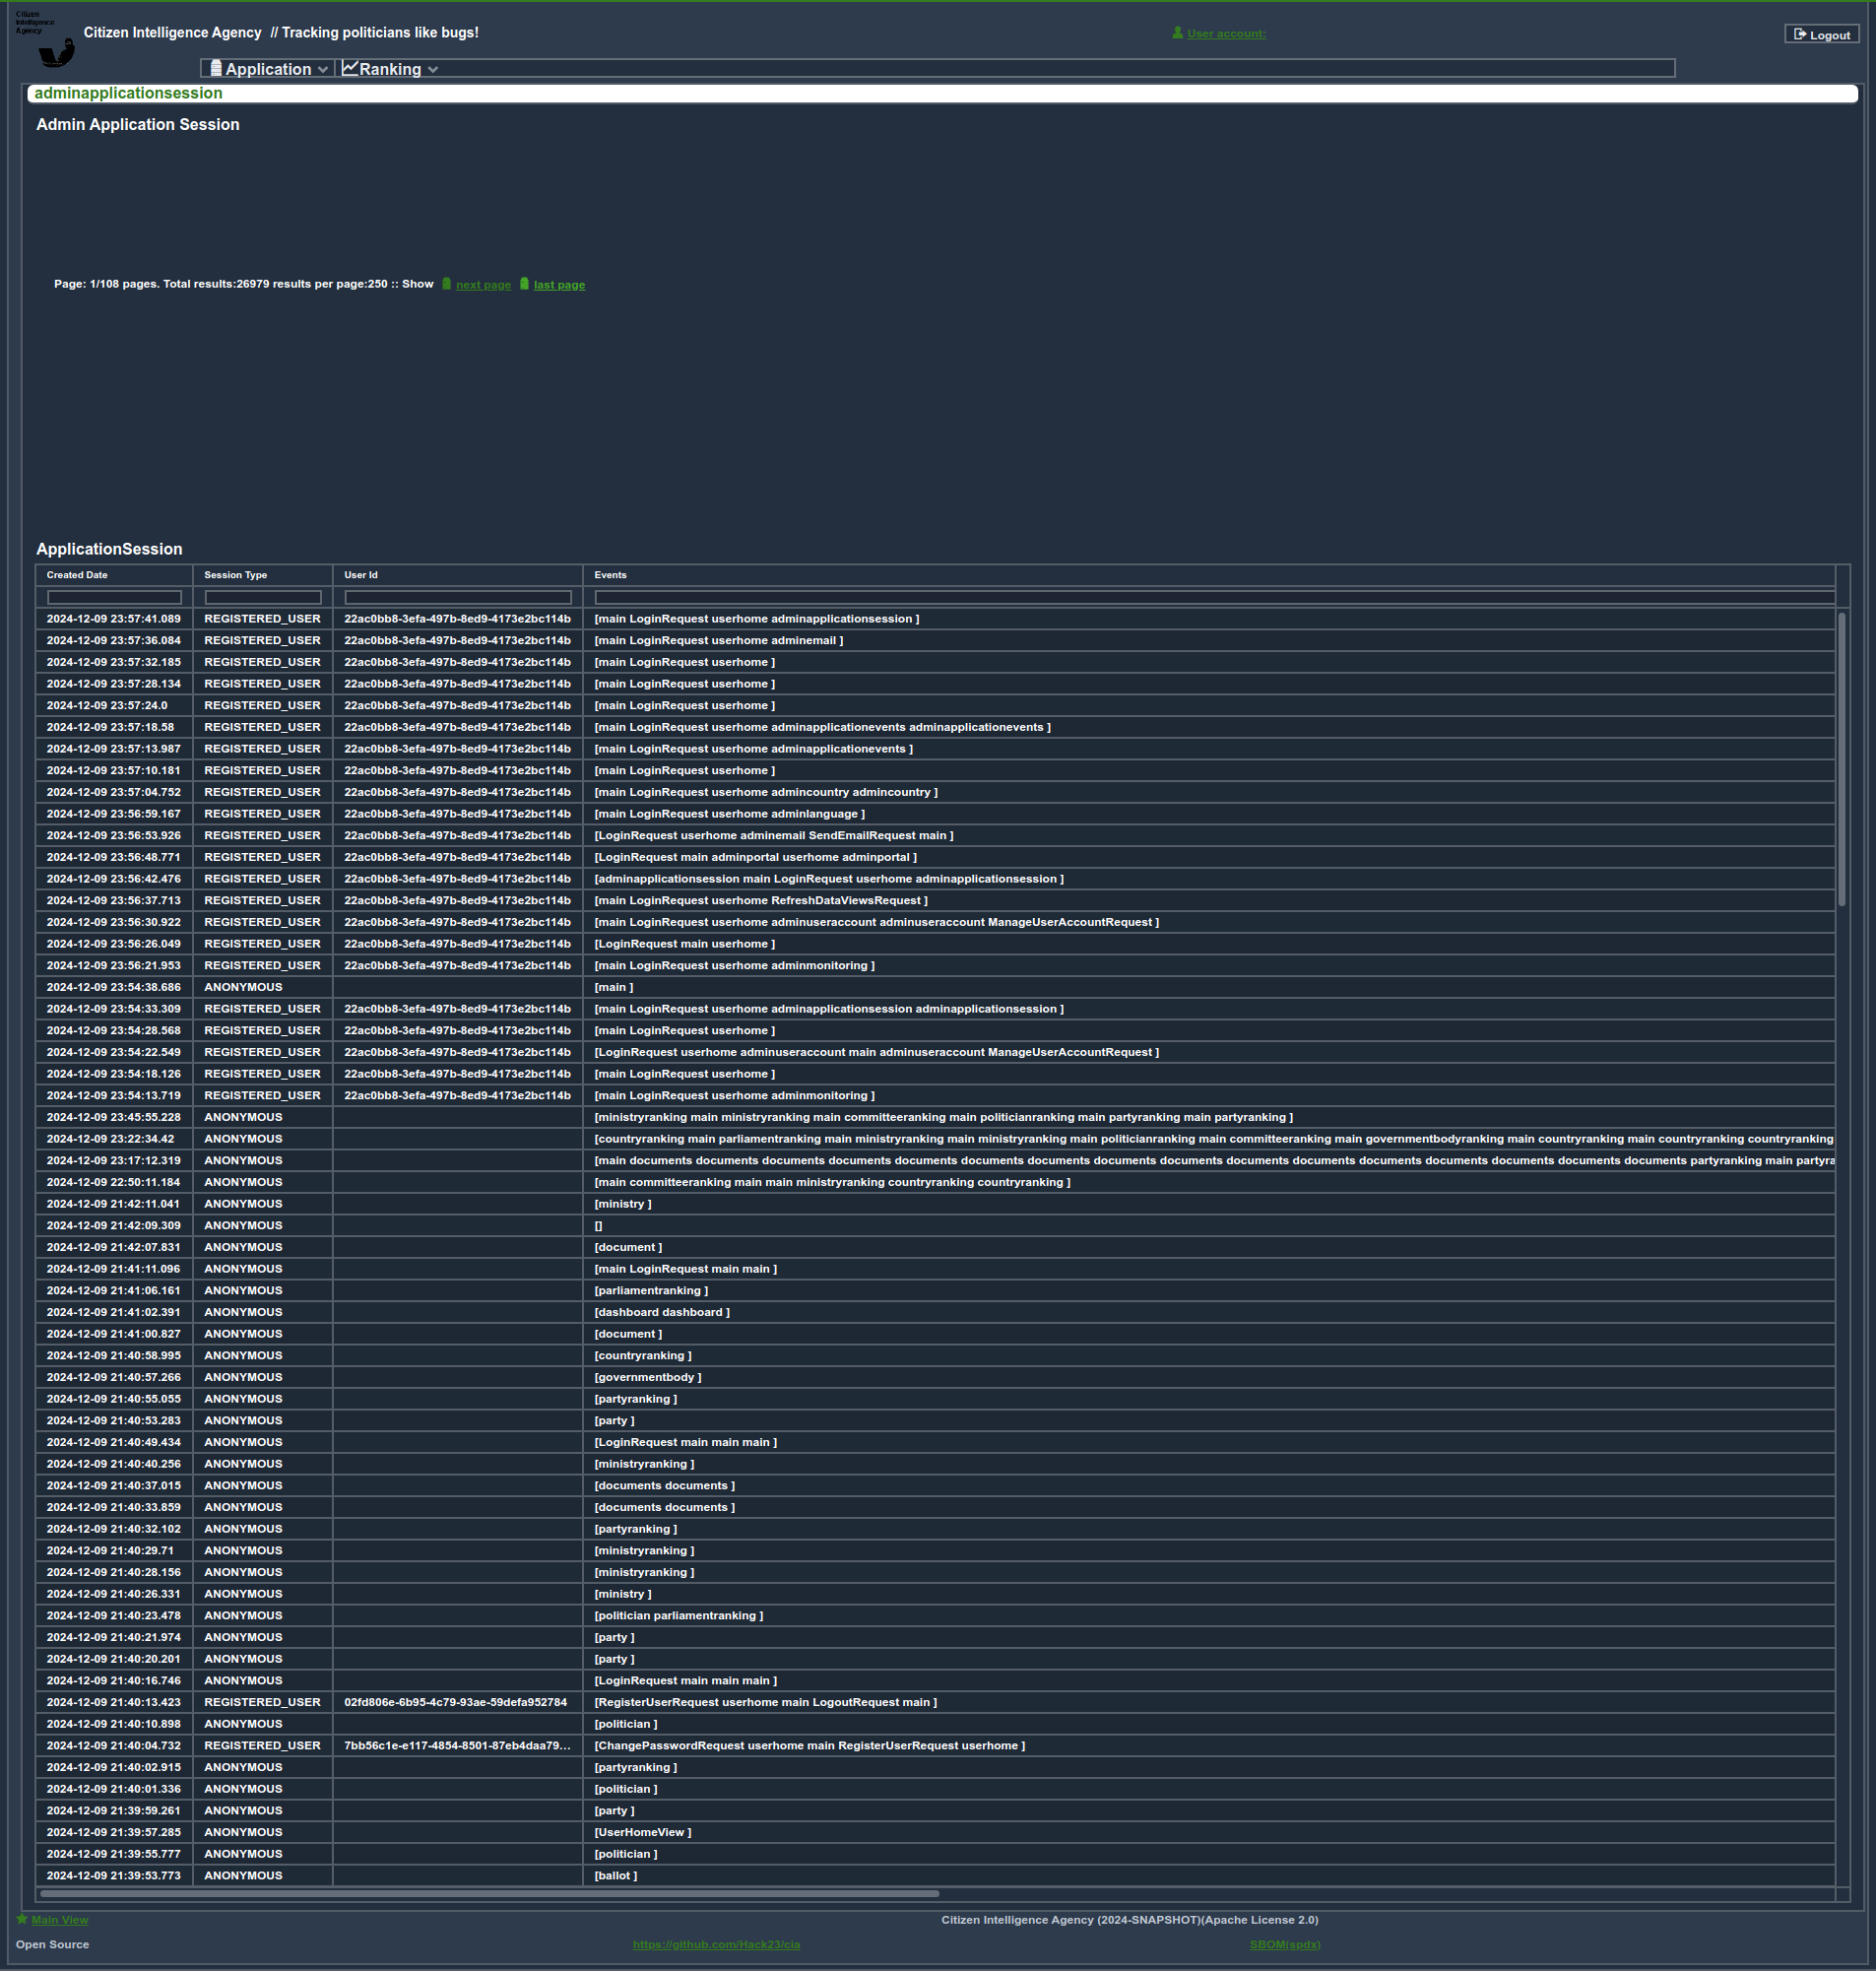 Citizen
Intelligence
Agency
Citizen Intelligence Agency // Tracking politicians like bugs!
User account:
Logout
Application Ranking
adminapplicationsession
Admin Application Session
Page: 1/108 pages. Total results:26979 results per page:250 :: Show next page last page
ApplicationSession
Created Date Session Type User Id Events
2024-12-09 23:57:41.089 REGISTERED_USER 22ac0bb8-3efa-497b-8ed9-4173e2bc114b [main LoginRequest userhome adminapplicationsession ]
2024-12-09 23:57:36.084 REGISTERED_USER 22ac0bb8-3efa-497b-8ed9-4173e2bc114b [main LoginRequest userhome adminemail ]
2024-12-09 23:57:32.185 REGISTERED_USER 22ac0bb8-3efa-497b-8ed9-4173e2bc114b [main LoginRequest userhome ]
2024-12-09 23:57:28.134 REGISTERED_USER 22ac0bb8-3efa-497b-8ed9-4173e2bc114b [main LoginRequest userhome ]
2024-12-09 23:57:24.0 REGISTERED_USER 22ac0bb8-3efa-497b-8ed9-4173e2bc114b [main LoginRequest userhome ]
2024-12-09 23:57:18.58 REGISTERED_USER 22ac0bb8-3efa-497b-8ed9-4173e2bc114b [main LoginRequest userhome adminapplicationevents adminapplicationevents ]
2024-12-09 23:57:13.987 REGISTERED_USER 22ac0bb8-3efa-497b-8ed9-4173e2bc114b [main LoginRequest userhome adminapplicationevents ]
2024-12-09 23:57:10.181 REGISTERED_USER 22ac0bb8-3efa-497b-8ed9-4173e2bc114b [main LoginRequest userhome ]
2024-12-09 23:57:04.752 REGISTERED_USER 22ac0bb8-3efa-497b-8ed9-4173e2bc114b [main LoginRequest userhome admincountry admincountry ]
2024-12-09 23:56:59.167 REGISTERED_USER 22ac0bb8-3efa-497b-8ed9-4173e2bc114b [main LoginRequest userhome adminlanguage ]
2024-12-09 23:56:53.926 REGISTERED_USER 22ac0bb8-3efa-497b-8ed9-4173e2bc114b [LoginRequest userhome adminemail SendEmailRequest main ]
2024-12-09 23:56:48.771 REGISTERED_USER 22ac0bb8-3efa-497b-8ed9-4173e2bc114b [LoginRequest main adminportal userhome adminportal ]
2024-12-09 23:56:42.476 REGISTERED_USER 22ac0bb8-3efa-497b-8ed9-4173e2bc114b [adminapplicationsession main LoginRequest userhome adminapplicationsession ]
2024-12-09 23:56:37.713 REGISTERED_USER 22ac0bb8-3efa-497b-8ed9-4173e2bc114b [main LoginRequest userhome RefreshDataViewsRequest ]
2024-12-09 23:56:30.922 REGISTERED_USER 22ac0bb8-3efa-497b-8ed9-4173e2bc114b [main LoginRequest userhome adminuseraccount adminuseraccount ManageUserAccountRequest ]
2024-12-09 23:56:26.049 REGISTERED_USER 22ac0bb8-3efa-497b-8ed9-4173e2bc114b [LoginRequest main userhome ]
2024-12-09 23:56:21.953 REGISTERED_USER 22ac0bb8-3efa-497b-8ed9-4173e2bc114b [main LoginRequest userhome adminmonitoring ]
2024-12-09 23:54:38.686 ANONYMOUS [main ]
2024-12-09 23:54:33.309 REGISTERED_USER 22ac0bb8-3efa-497b-8ed9-4173e2bc114b [main LoginRequest userhome adminapplicationsession adminapplicationsession ]
2024-12-09 23:54:28.568 REGISTERED_USER 22ac0bb8-3efa-497b-8ed9-4173e2bc114b [main LoginRequest userhome ]
2024-12-09 23:54:22.549 REGISTERED_USER 22ac0bb8-3efa-497b-8ed9-4173e2bc114b [LoginRequest userhome adminuseraccount main adminuseraccount ManageUserAccountRequest ]
2024-12-09 23:54:18.126 REGISTERED_USER 22ac0bb8-3efa-497b-8ed9-4173e2bc114b [main LoginRequest userhome ]
2024-12-09 23:54:13.719 REGISTERED_USER 22ac0bb8-3efa-497b-8ed9-4173e2bc114b [main LoginRequest userhome adminmonitoring ]
2024-12-09 23:45:55.228 ANONYMOUS [ministryranking main ministryranking main committeeranking main politicianranking main partyranking main partyranking ]
2024-12-09 23:22:34.42 ANONYMOUS [countryranking main parliamentranking main ministryranking main ministryranking main politicianranking main committeeranking main governmentbodyranking main countryranking main countryranking countryranking
2024-12-09 23:17:12.319 ANONYMOUS [main documents documents documents documents documents documents documents documents documents documents documents documents documents documents documents documents partyranking main partyra
2024-12-09 22:50:11.184 ANONYMOUS [main committeeranking main main ministryranking countryranking countryranking ]
2024-12-09 21:42:11.041 ANONYMOUS [ministry ]
2024-12-09 21:42:09.309 ANONYMOUS []
2024-12-09 21:42:07.831 ANONYMOUS [document ]
2024-12-09 21:41:11.096 ANONYMOUS [main LoginRequest main main ]
2024-12-09 21:41:06.161 ANONYMOUS [parliamentranking ]
2024-12-09 21:41:02.391 ANONYMOUS [dashboard dashboard ]
2024-12-09 21:41:00.827 ANONYMOUS [document ]
2024-12-09 21:40:58.995 ANONYMOUS [countryranking ]
2024-12-09 21:40:57.266 ANONYMOUS [governmentbody ]
2024-12-09 21:40:55.055 ANONYMOUS [partyranking ]
2024-12-09 21:40:53.283 ANONYMOUS [party ]
2024-12-09 21:40:49.434 ANONYMOUS [LoginRequest main main main ]
2024-12-09 21:40:40.256 ANONYMOUS [ministryranking ]
2024-12-09 21:40:37.015 ANONYMOUS [documents documents ]
2024-12-09 21:40:33.859 ANONYMOUS [documents documents ]
2024-12-09 21:40:32.102 ANONYMOUS [partyranking ]
2024-12-09 21:40:29.71 ANONYMOUS [ministryranking ]
2024-12-09 21:40:28.156 ANONYMOUS [ministryranking ]
2024-12-09 21:40:26.331 ANONYMOUS [ministry ]
2024-12-09 21:40:23.478 ANONYMOUS [politician parliamentranking ]
2024-12-09 21:40:21.974 ANONYMOUS [party ]
2024-12-09 21:40:20.201 ANONYMOUS [party ]
2024-12-09 21:40:16.746 ANONYMOUS [LoginRequest main main main ]
2024-12-09 21:40:13.423 REGISTERED_USER 02fd806e-6b95-4c79-93ae-59defa952784 [RegisterUserRequest userhome main LogoutRequest main ]
2024-12-09 21:40:10.898 ANONYMOUS [politician ]
2024-12-09 21:40:04.732 REGISTERED_USER 7bb56c1e-e117-4854-8501-87eb4daa79... [ChangePasswordRequest userhome main RegisterUserRequest userhome ]
2024-12-09 21:40:02.915 ANONYMOUS [partyranking ]
2024-12-09 21:40:01.336 ANONYMOUS [politician ]
2024-12-09 21:39:59.261 ANONYMOUS [party ]
2024-12-09 21:39:57.285 ANONYMOUS [UserHomeView ]
2024-12-09 21:39:55.777 ANONYMOUS [politician ]
2024-12-09 21:39:53.773 ANONYMOUS [ballot ]
Main View Citizen Intelligence Agency (2024-SNAPSHOT)(Apache License 2.0)
Open Source https://github.com/Hack23/cia SBOM(spdx)